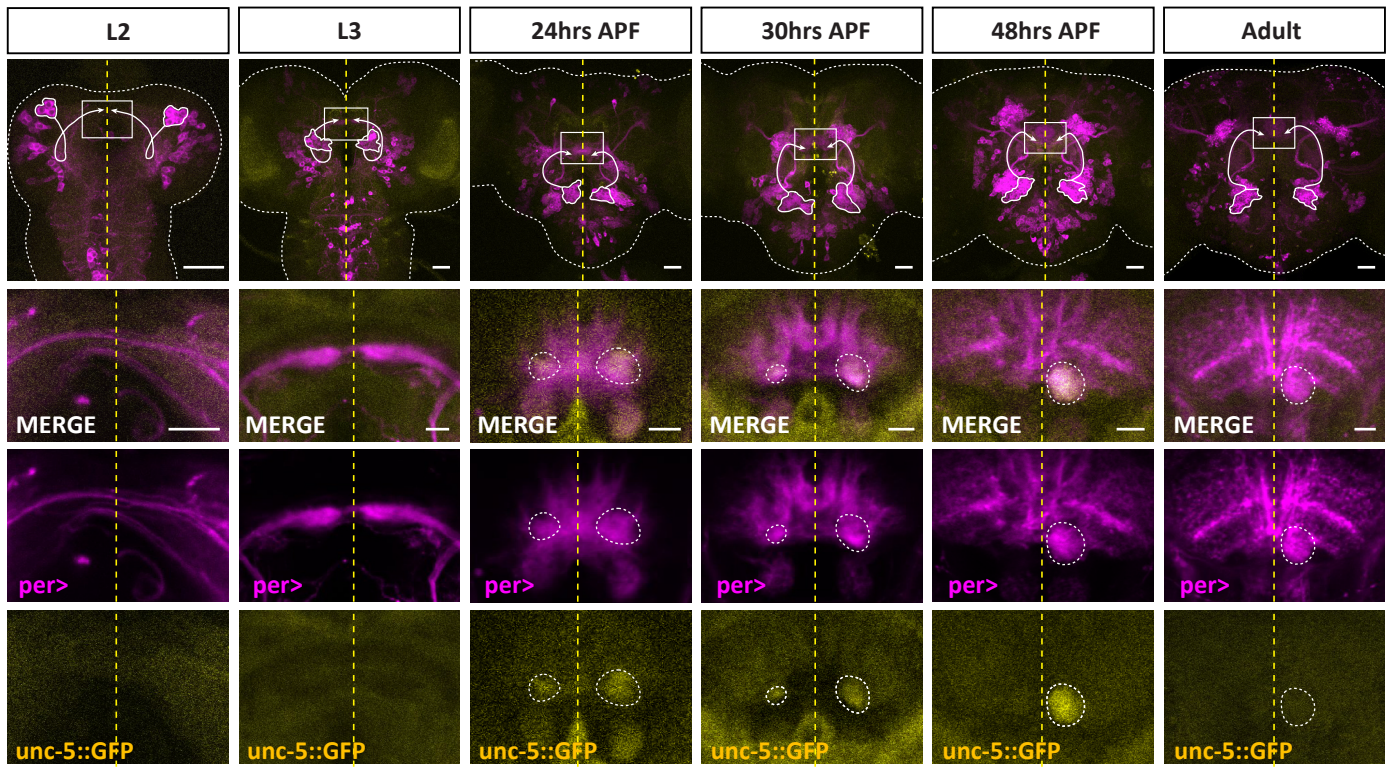 L2 L3 24hrs APF 30hrs APF 48hrs APF Adult
MERGE MERGE MERGE MERGE MERGE MERGE
per> per> per> per> per> per>
unc-5::GFP unc-5::GFP unc-5::GFP unc-5::GFP unc-5::GFP unc-5::GFP